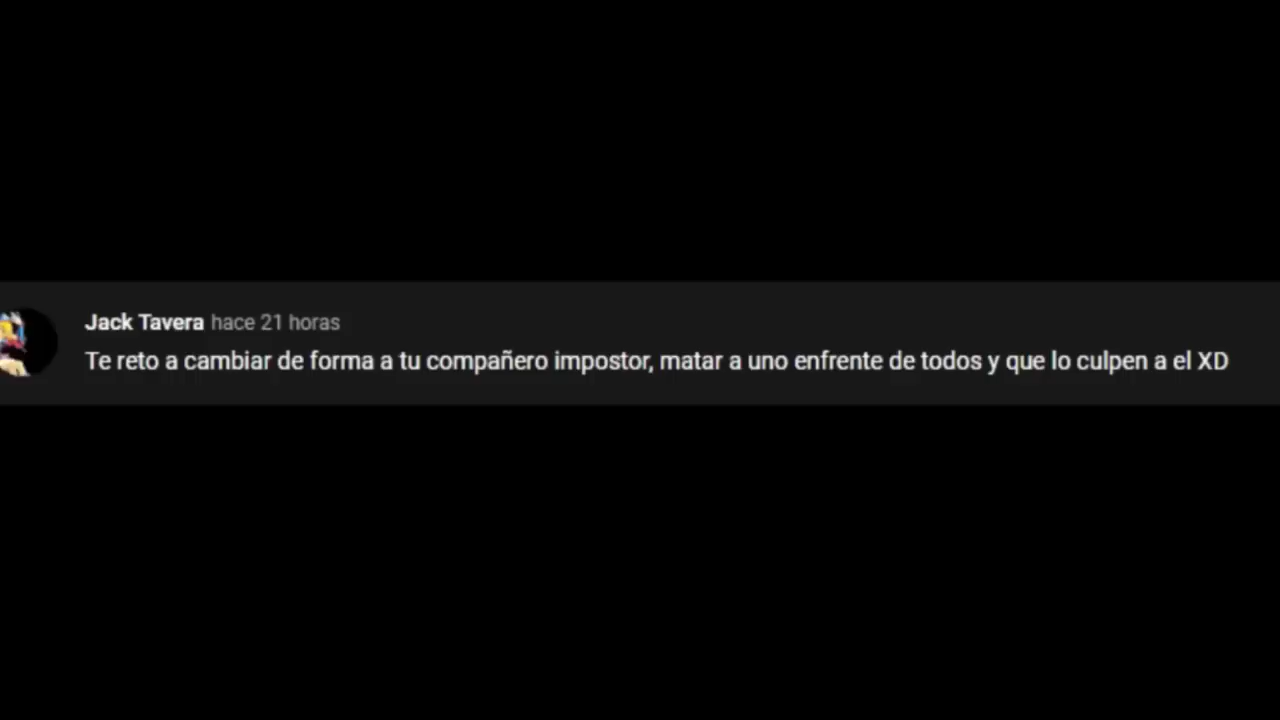 Jack Tavera hace 21 horas
Te reto a cambiar de forma a tu compañero impostor, matar a uno enfrente de todos y que lo culpen a el XD